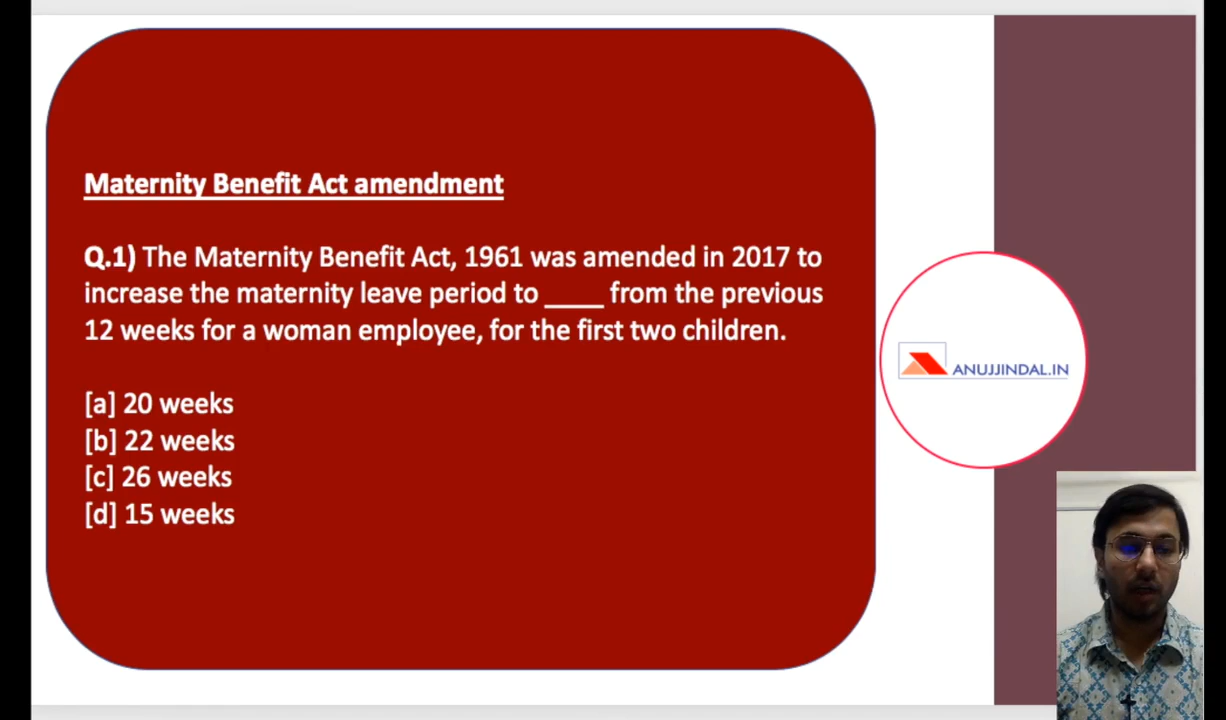 Maternity Benefit Act amendment
Q.1) The Maternity Benefit Act, 1961 was amended in 2017 to
increase the maternity leave period to ____ from the previous
12 weeks for a woman employee, for the first two children.
[a] 20 weeks
[b] 22 weeks
[c] 26 weeks
[d] 15 weeks
ANUJJINDAL.IN